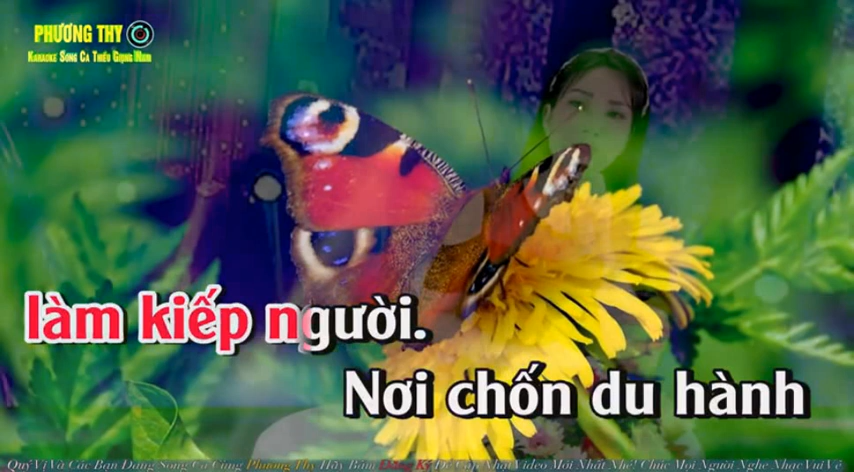 PHƯƠNG THY
KARAOKE SONG CA THIẾU GIỌNG NAM
làm kiếp người.
Nơi chốn du hành
Quý Vị Và Các Bạn Đang Song Ca Cùng Phương Thy Hãy Bấm Đăng Ký Để Cập Nhật Video Mới Nhất Nhé! Chúc Mọi Người Nghe Nhạc Vui Vẻ